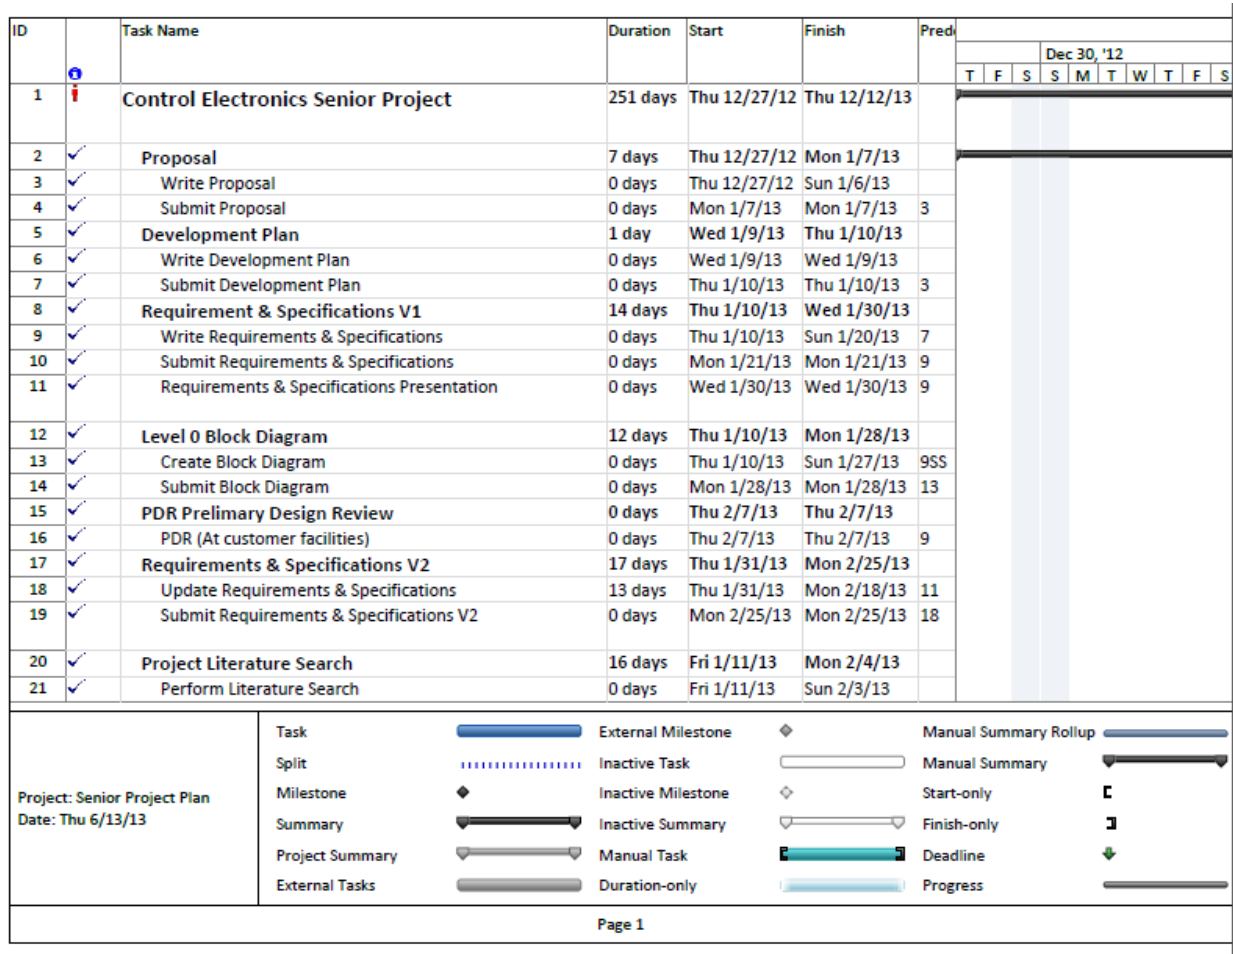 ID Task Name Duration Start Finish Pred
Dec 30, '12
T F S S M T W T F S
1 Control Electronics Senior Project 251 days Thu 12/27/12 Thu 12/12/13
2 Proposal 7 days Thu 12/27/12 Mon 1/7/13
3 Write Proposal 0 days Thu 12/27/12 Sun 1/6/13
4 Submit Proposal 0 days Mon 1/7/13 Mon 1/7/13 3
5 Development Plan 1 day Wed 1/9/13 Thu 1/10/13
6 Write Development Plan 0 days Wed 1/9/13 Wed 1/9/13
7 Submit Development Plan 0 days Thu 1/10/13 Thu 1/10/13 3
8 Requirement & Specifications V1 14 days Thu 1/10/13 Wed 1/30/13
9 Write Requirements & Specifications 0 days Thu 1/10/13 Sun 1/20/13 7
10 Submit Requirements & Specifications 0 days Mon 1/21/13 Mon 1/21/13 9
11 Requirements & Specifications Presentation 0 days Wed 1/30/13 Wed 1/30/13 9
12 Level 0 Block Diagram 12 days Thu 1/10/13 Mon 1/28/13
13 Create Block Diagram 0 days Thu 1/10/13 Sun 1/27/13 9SS
14 Submit Block Diagram 0 days Mon 1/28/13 Mon 1/28/13 13
15 PDR Prelimary Design Review 0 days Thu 2/7/13 Thu 2/7/13
16 PDR (At customer facilities) 0 days Thu 2/7/13 Thu 2/7/13 9
17 Requirements & Specifications V2 17 days Thu 1/31/13 Mon 2/25/13
18 Update Requirements & Specifications 13 days Thu 1/31/13 Mon 2/18/13 11
19 Submit Requirements & Specifications V2 0 days Mon 2/25/13 Mon 2/25/13 18
20 Project Literature Search 16 days Fri 1/11/13 Mon 2/4/13
21 Perform Literature Search 0 days Fri 1/11/13 Sun 2/3/13
Project: Senior Project Plan
Date: Thu 6/13/13
Task External Milestone Manual Summary Rollup
Split Inactive Task Manual Summary
Milestone Inactive Milestone Start-only
Summary Inactive Summary Finish-only
Project Summary Manual Task Deadline
External Tasks Duration-only Progress
Page 1